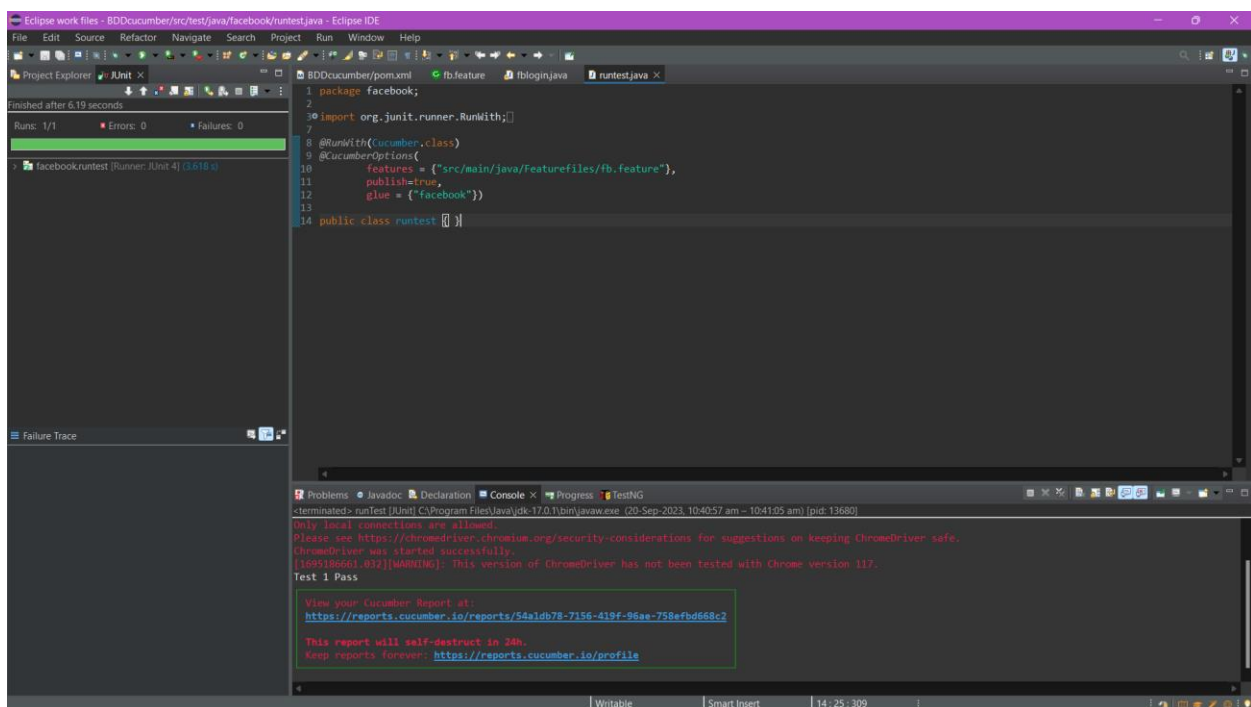 Eclipse work files - BDDcucumber/src/test/java/facebook/runtest.java - Eclipse IDE
File Edit Source Refactor Navigate Search Project Run Window Help
Project Explorer JUnit
BDDcucumber/pom.xml fb.feature fblogin.java runtest.java
Finished after 6.19 seconds
Runs: 1/1 Errors: 0 Failures: 0
facebook.runtest [Runner: JUnit 4] (3.618 s)
1 package facebook;
2
3 import org.junit.runner.RunWith;
7
8 @RunWith(Cucumber.class)
9 @CucumberOptions(
10 features = {"src/main/java/Featurefiles/fb.feature"},
11 publish=true,
12 glue = {"facebook"})
13
14 public class runtest { }
Failure Trace
Problems Javadoc Declaration Console Progress TestNG
<terminated> runTest [JUnit] C:\Program Files\Java\jdk-17.0.1\bin\javaw.exe (20-Sep-2023, 10:40:57 am – 10:41:05 am) [pid: 13680]
Only local connections are allowed.
Please see https://chromedriver.chromium.org/security-considerations for suggestions on keeping ChromeDriver safe.
ChromeDriver was started successfully.
[1695186661.032][WARNING]: This version of ChromeDriver has not been tested with Chrome version 117.
Test 1 Pass
View your Cucumber Report at:
https://reports.cucumber.io/reports/54a1db78-7156-419f-96ae-758efbd668c2
This report will self-destruct in 24h.
Keep reports forever: https://reports.cucumber.io/profile
Writable Smart Insert 14 : 25 : 309